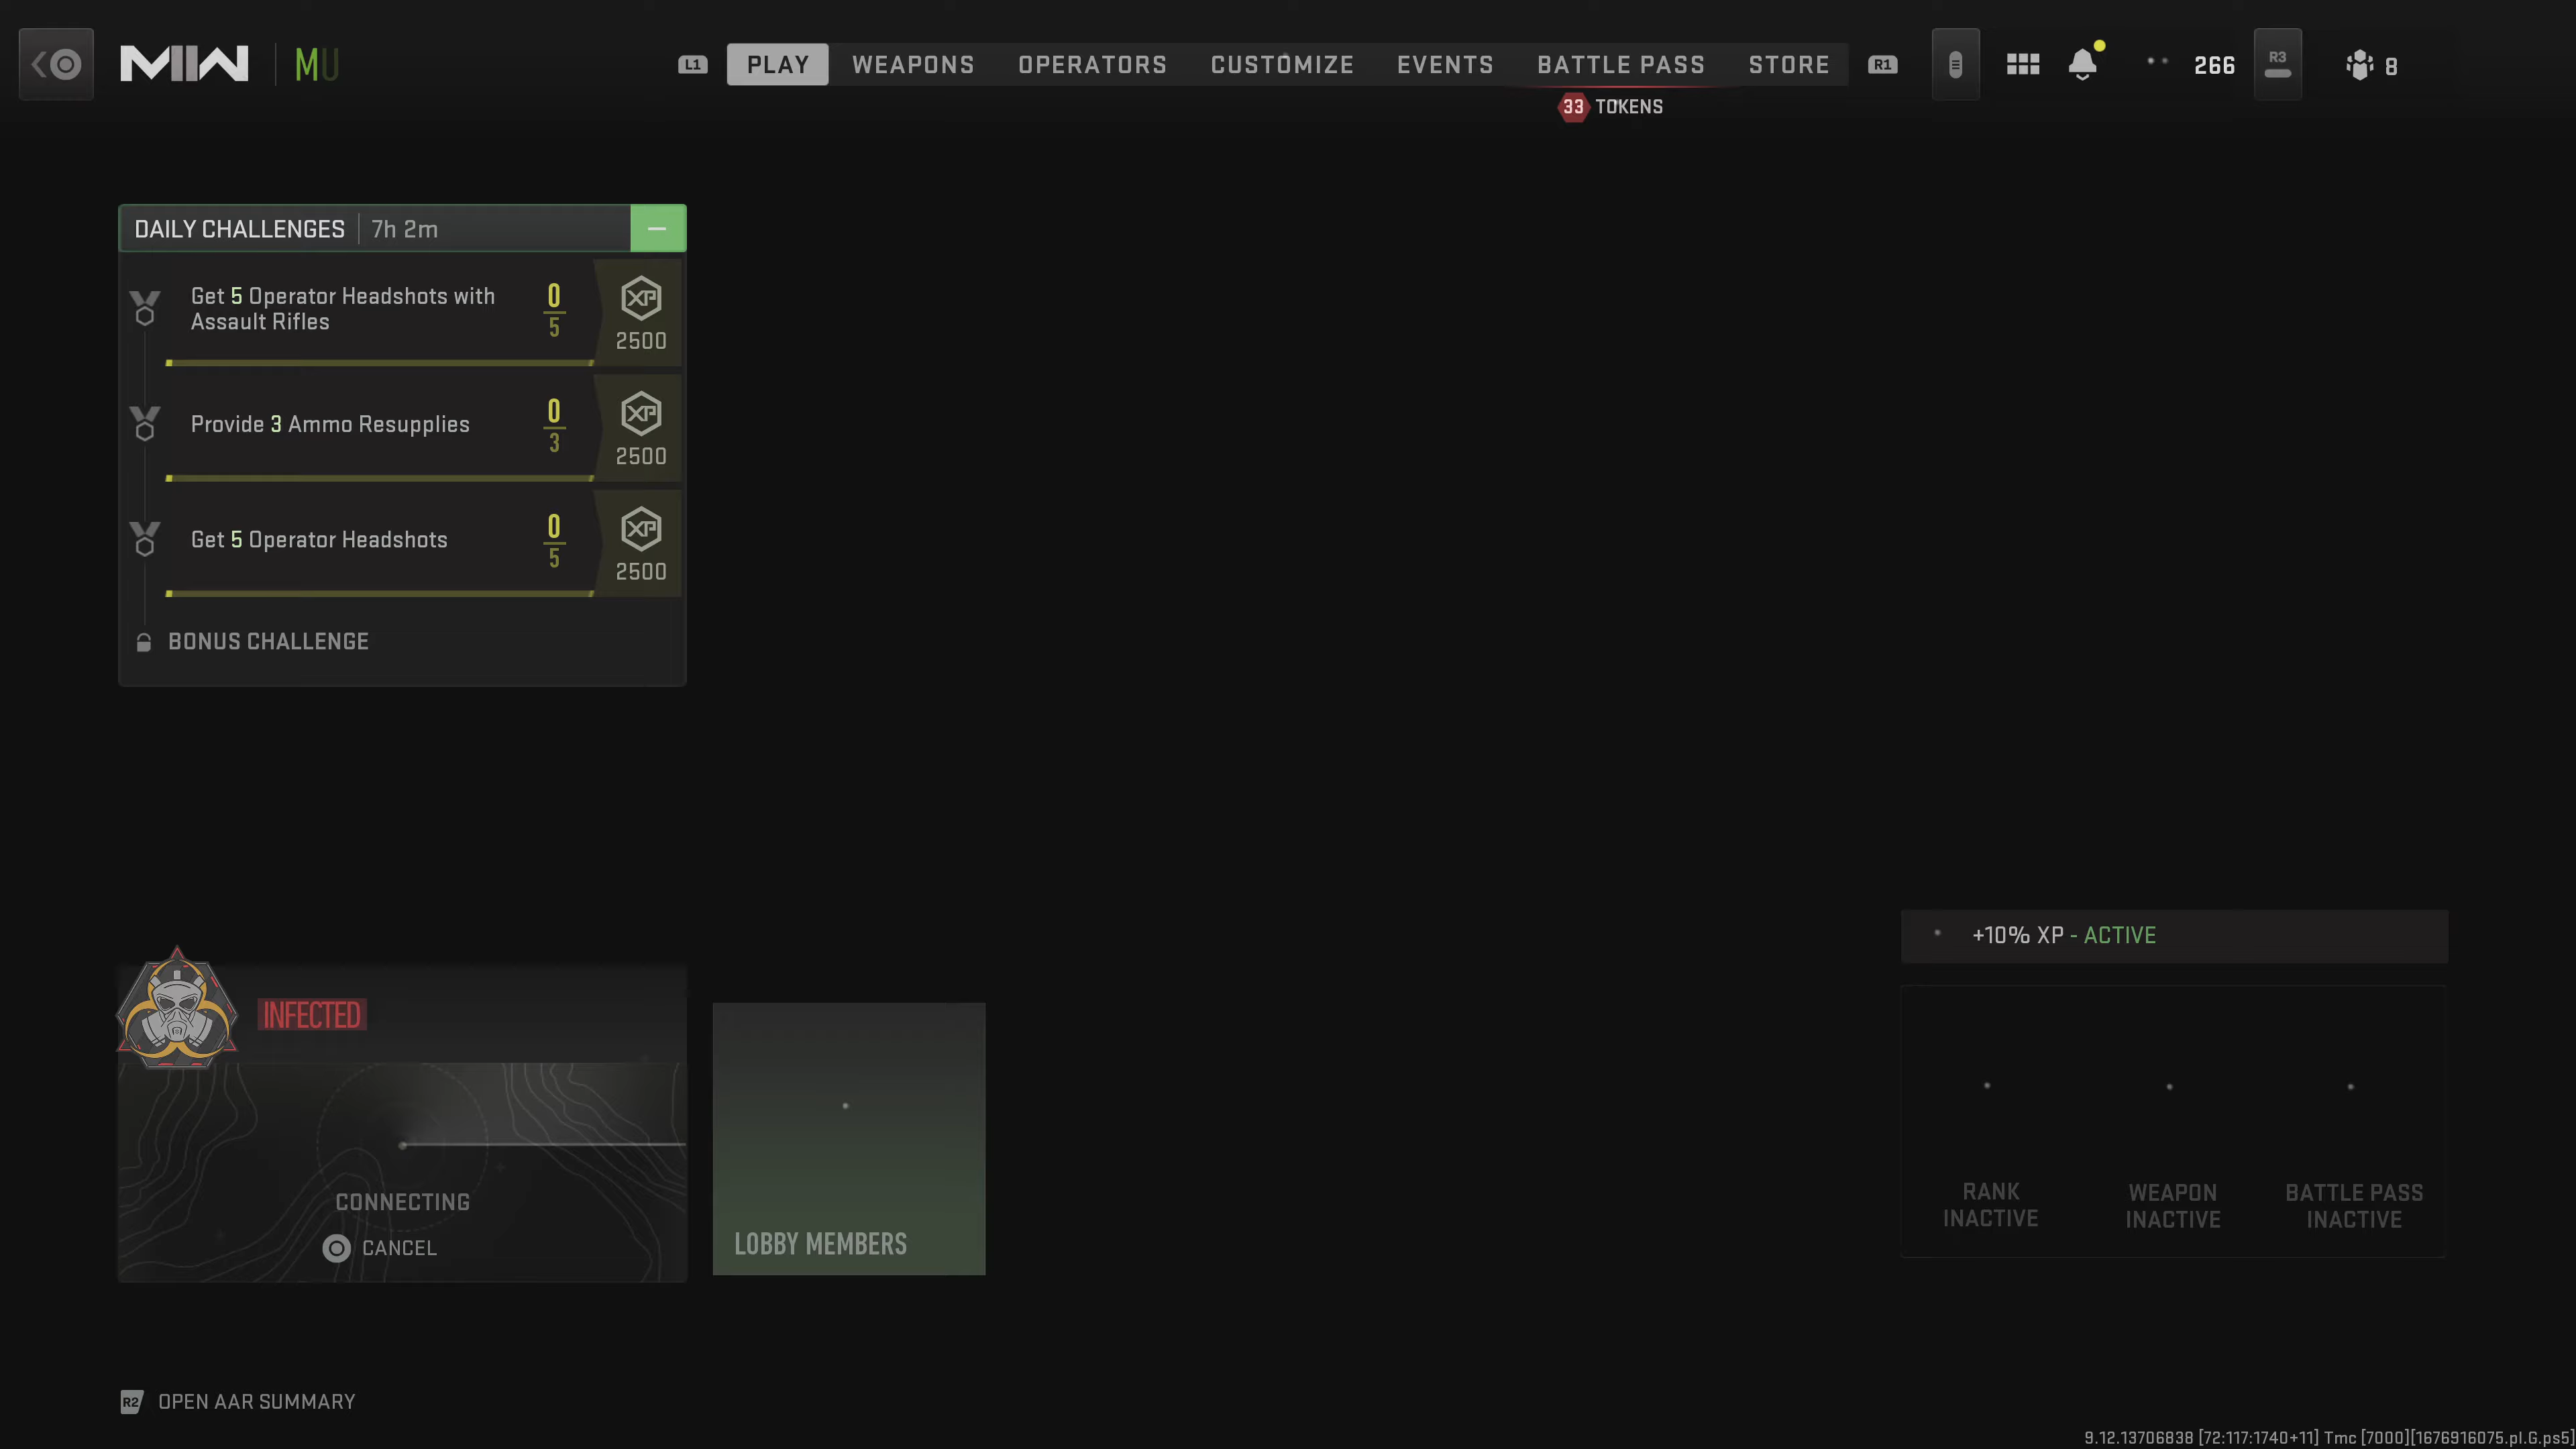 MIIW MU
L1 PLAY WEAPONS OPERATORS CUSTOMIZE EVENTS BATTLE PASS STORE R1 266 R3 8
33 TOKENS
DAILY CHALLENGES 7h 2m
Get 5 Operator Headshots with
Assault Rifles
0
5
XP
2500
Provide 3 Ammo Resupplies
0
3
XP
2500
Get 5 Operator Headshots
0
5
XP
2500
BONUS CHALLENGE
+10% XP - ACTIVE
INFECTED
CONNECTING
CANCEL
LOBBY MEMBERS
RANK
INACTIVE
WEAPON
INACTIVE
BATTLE PASS
INACTIVE
R2 OPEN AAR SUMMARY
9.12.13706838 [72:117:1740+11] Tmc [7000][1676916075.pl.G.ps5]